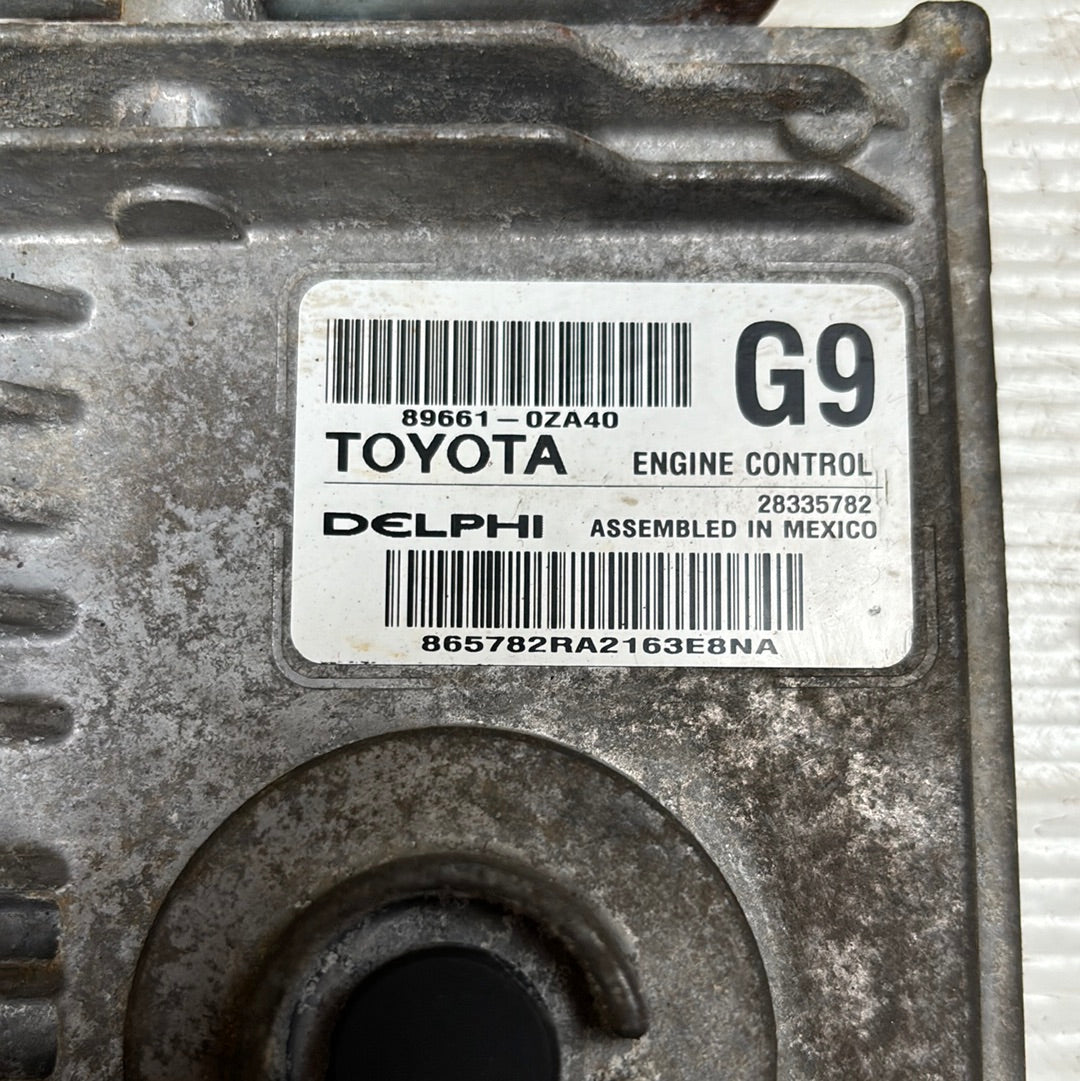 G9
89661-0ZA40
TOYOTA ENGINE CONTROL
28335782
DELPHI ASSEMBLED IN MEXICO
865782RA2163E8NA